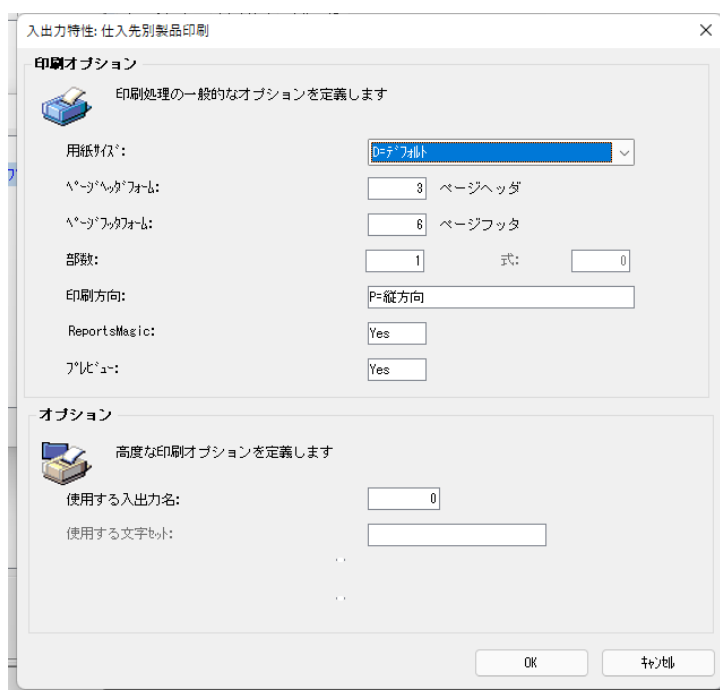 入出力特性: 仕入先別製品印刷
印刷オプション
印刷処理の一般的なオプションを定義します
用紙ｻｲｽﾞ:
D=ﾃﾞﾌｫﾙﾄ
ﾍﾟｰｼﾞﾍｯﾀﾞﾌｫｰﾑ:
3 ページヘッダ
ﾍﾟｰｼﾞﾌｯﾀﾌｫｰﾑ:
6 ページフッタ
部数:
1 式: 0
印刷方向:
P=縦方向
ReportsMagic:
Yes
ﾌﾟﾚﾋﾞｭｰ:
Yes
オプション
高度な印刷オプションを定義します
使用する入出力名:
0
使用する文字ｾｯﾄ:
OK ｷｬﾝｾﾙ